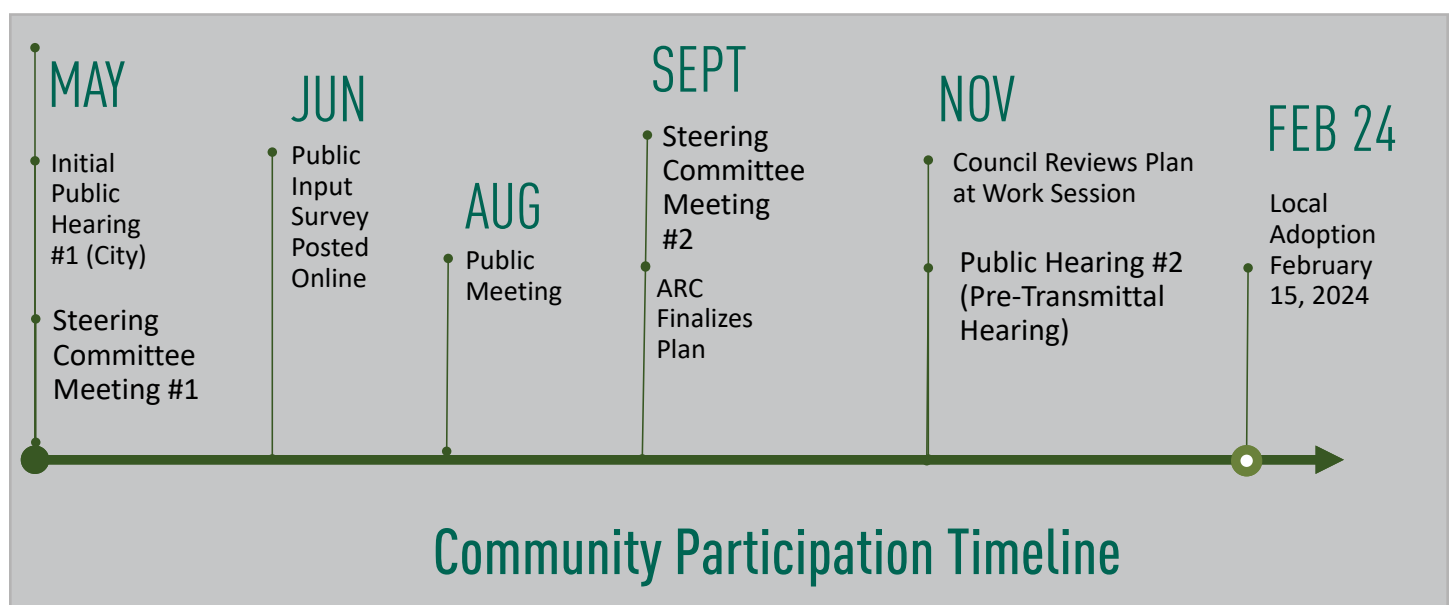 MAY
Initial
Public
Hearing
#1 (City)
Steering
Committee
Meeting #1
JUN
Public
Input
Survey
Posted
Online
AUG
Public
Meeting
SEPT
Steering
Committee
Meeting
#2
ARC
Finalizes
Plan
NOV
Council Reviews Plan
at Work Session
Public Hearing #2
(Pre-Transmittal
Hearing)
FEB 24
Local
Adoption
February
15, 2024
Community Participation Timeline